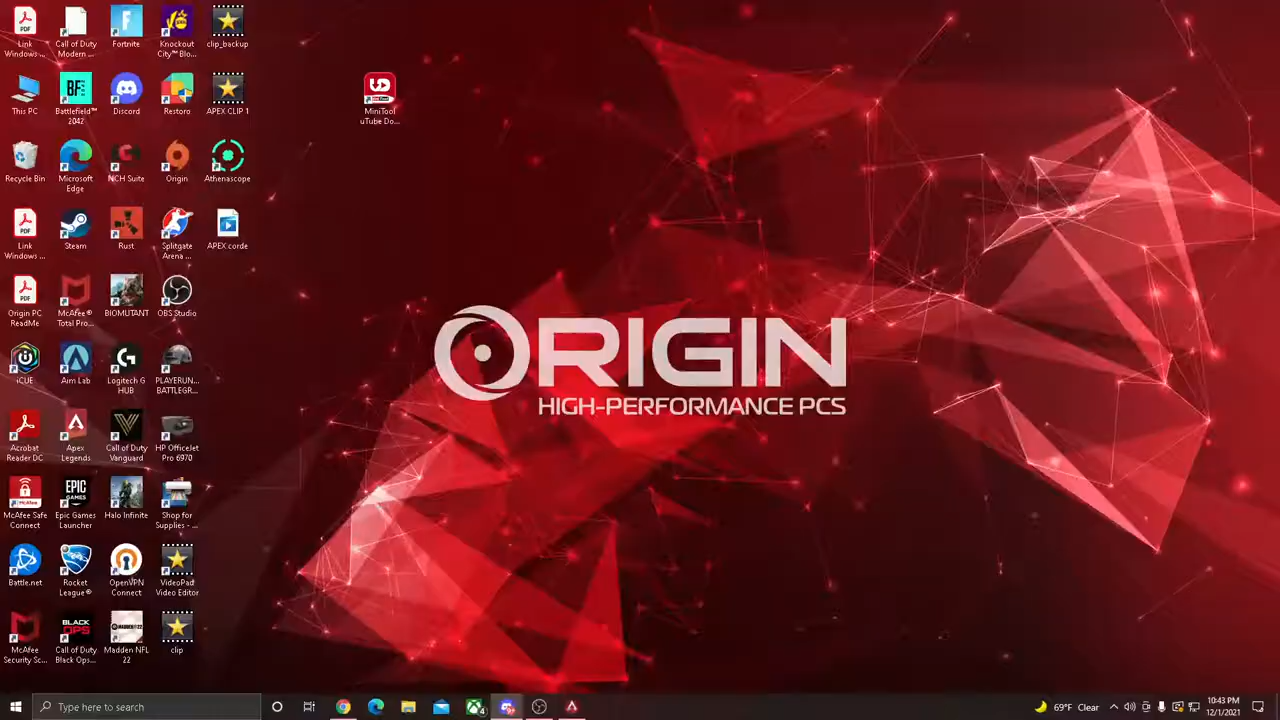 Link
Windows ...
Call of Duty
Modern ...
Fortnite
Knockout
City™ Blo...
clip_backup
This PC
Battlefield™
2042
Discord
Restoro
APEX CLIP 1
MiniTool
uTube Do...
Recycle Bin
Microsoft
Edge
NCH Suite
Origin
Athenascope
Link
Windows ...
Steam
Rust
Splitgate
Arena ...
APEX.corde
Origin PC
ReadMe
McAfee®
Total Pro...
BIOMUTANT
OBS Studio
iCUE
Aim Lab
Logitech G
HUB
PLAYERUN...
BATTLEGR...
Acrobat
Reader DC
Apex
Legends
Call of Duty
Vanguard
HP OfficeJet
Pro 6970
McAfee Safe
Connect
Epic Games
Launcher
Halo Infinite
Shop for
Supplies - ...
Battle.net
Rocket
League®
OpenVPN
Connect
VideoPad
Video Editor
McAfee
Security Sc...
Call of Duty
Black Ops...
Madden NFL
22
clip
ORIGIN
HIGH-PERFORMANCE PCS
Type here to search
69°F Clear
10:43 PM
12/1/2021